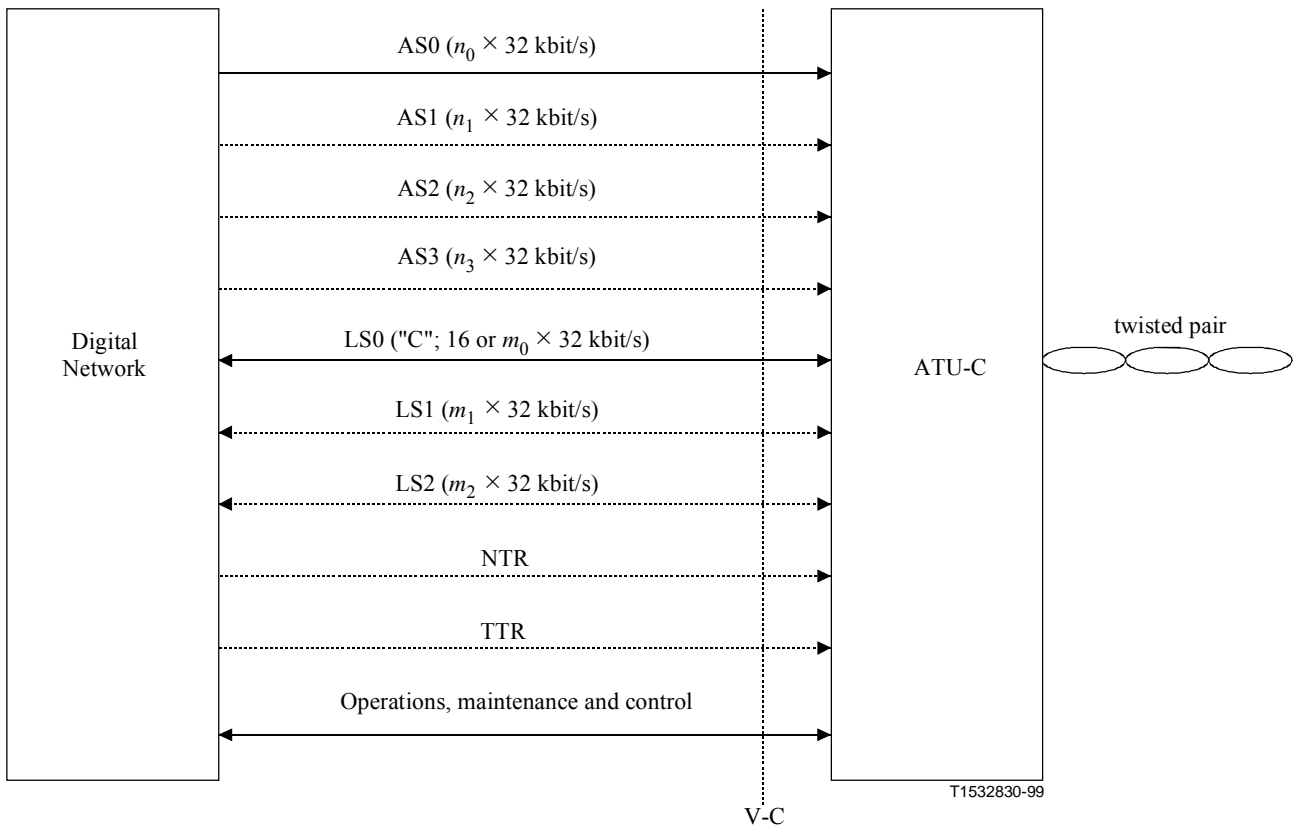 AS0 (n0 × 32 kbit/s)
AS1 (n1 × 32 kbit/s)
AS2 (n2 × 32 kbit/s)
AS3 (n3 × 32 kbit/s)
Digital
Network
LS0 ("C"; 16 or m0 × 32 kbit/s)
ATU-C
twisted pair
LS1 (m1 × 32 kbit/s)
LS2 (m2 × 32 kbit/s)
NTR
TTR
Operations, maintenance and control
T1532830-99
V-C